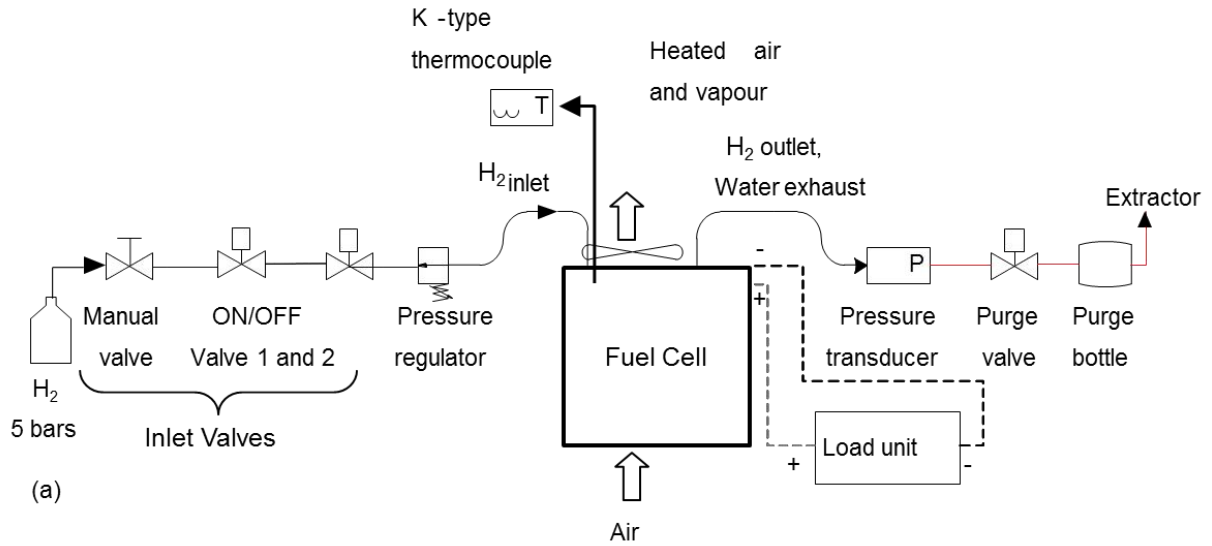 K -type
thermocouple
T
Heated air
and vapour
H₂ inlet
H₂ outlet,
Water exhaust
Extractor
-
+
P
Manual
valve
ON/OFF
Valve 1 and 2
Pressure
regulator
Fuel Cell
Pressure
transducer
Purge
valve
Purge
bottle
H₂
5 bars
Inlet Valves
Load unit
+
-
(a)
Air